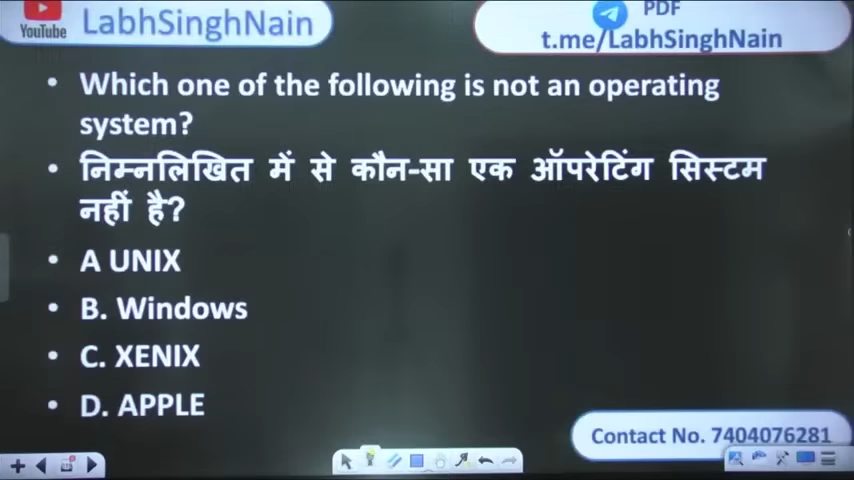 YouTube
LabhSinghNain
PDF
t.me/LabhSinghNain
• Which one of the following is not an operating
system?
• निम्नलिखित में से कौन-सा एक ऑपरेटिंग सिस्टम
नहीं है?
• A UNIX
• B. Windows
• C. XENIX
• D. APPLE
Contact No. 7404076281